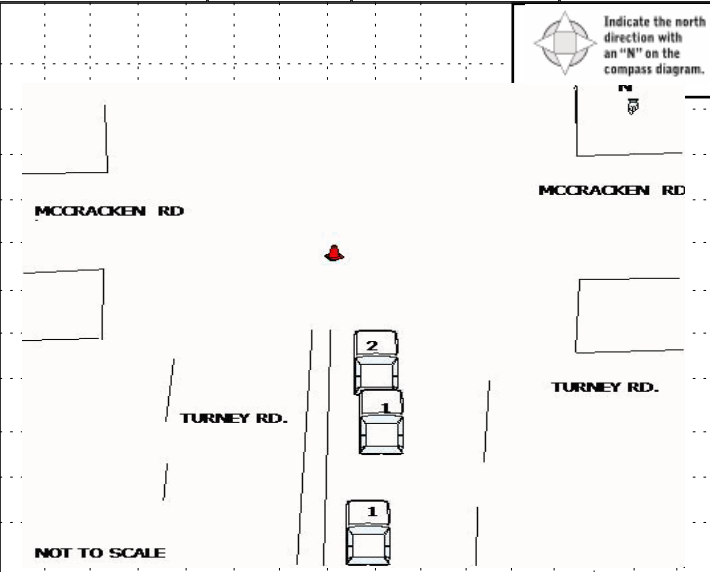 Indicate the north
direction with
an “N” on the
compass diagram.
N
MCCRACKEN RD
MCCRACKEN RD
2
1
TURNEY RD.
TURNEY RD.
1
NOT TO SCALE